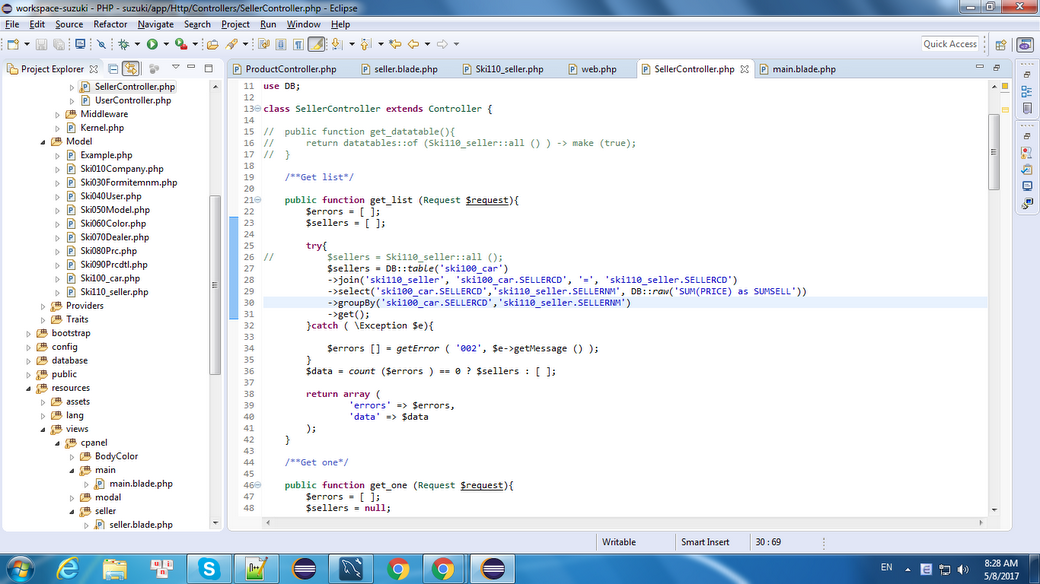 workspace-suzuki - PHP - suzuki/app/Http/Controllers/SellerController.php - Eclipse
File Edit Source Refactor Navigate Search Project Run Window Help
Quick Access
Project Explorer
SellerController.php
UserController.php
Middleware
Kernel.php
Model
Example.php
Ski010Company.php
Ski030Formitemnm.php
Ski040User.php
Ski050Model.php
Ski060Color.php
Ski070Dealer.php
Ski080Prc.php
Ski090Prcdtl.php
Ski100_car.php
Ski110_seller.php
Providers
Traits
bootstrap
config
database
public
resources
assets
lang
views
cpanel
BodyColor
main
main.blade.php
modal
seller
seller.blade.php
ProductController.php seller.blade.php Ski110_seller.php web.php SellerController.php main.blade.php
11 use DB;
12
13 class SellerController extends Controller {
14
15 // public function get_datatable(){
16 // return datatables::of (Ski110_seller::all () ) -> make (true);
17 // }
18
19 /**Get list*/
20
21 public function get_list (Request $request){
22 $errors = [ ];
23 $sellers = [ ];
24
25 try{
26 // $sellers = Ski110_seller::all ();
27 $sellers = DB::table('ski100_car')
28 ->join('ski110_seller', 'ski100_car.SELLERCD', '=', 'ski110_seller.SELLERCD')
29 ->select('ski100_car.SELLERCD','ski110_seller.SELLERNM', DB::raw('SUM(PRICE) as SUMSELL'))
30 ->groupBy('ski100_car.SELLERCD','ski110_seller.SELLERNM')
31 ->get();
32 }catch ( \Exception $e){
33
34 $errors [] = getError ( '002', $e->getMessage () );
35 }
36 $data = count ($errors ) == 0 ? $sellers : [ ];
37
38 return array (
39 'errors' => $errors,
40 'data' => $data
41 );
42 }
43
44 /**Get one*/
45
46 public function get_one (Request $request){
47 $errors = [ ];
48 $sellers = null;
Writable Smart Insert 30 : 69
EN 8:28 AM
5/8/2017